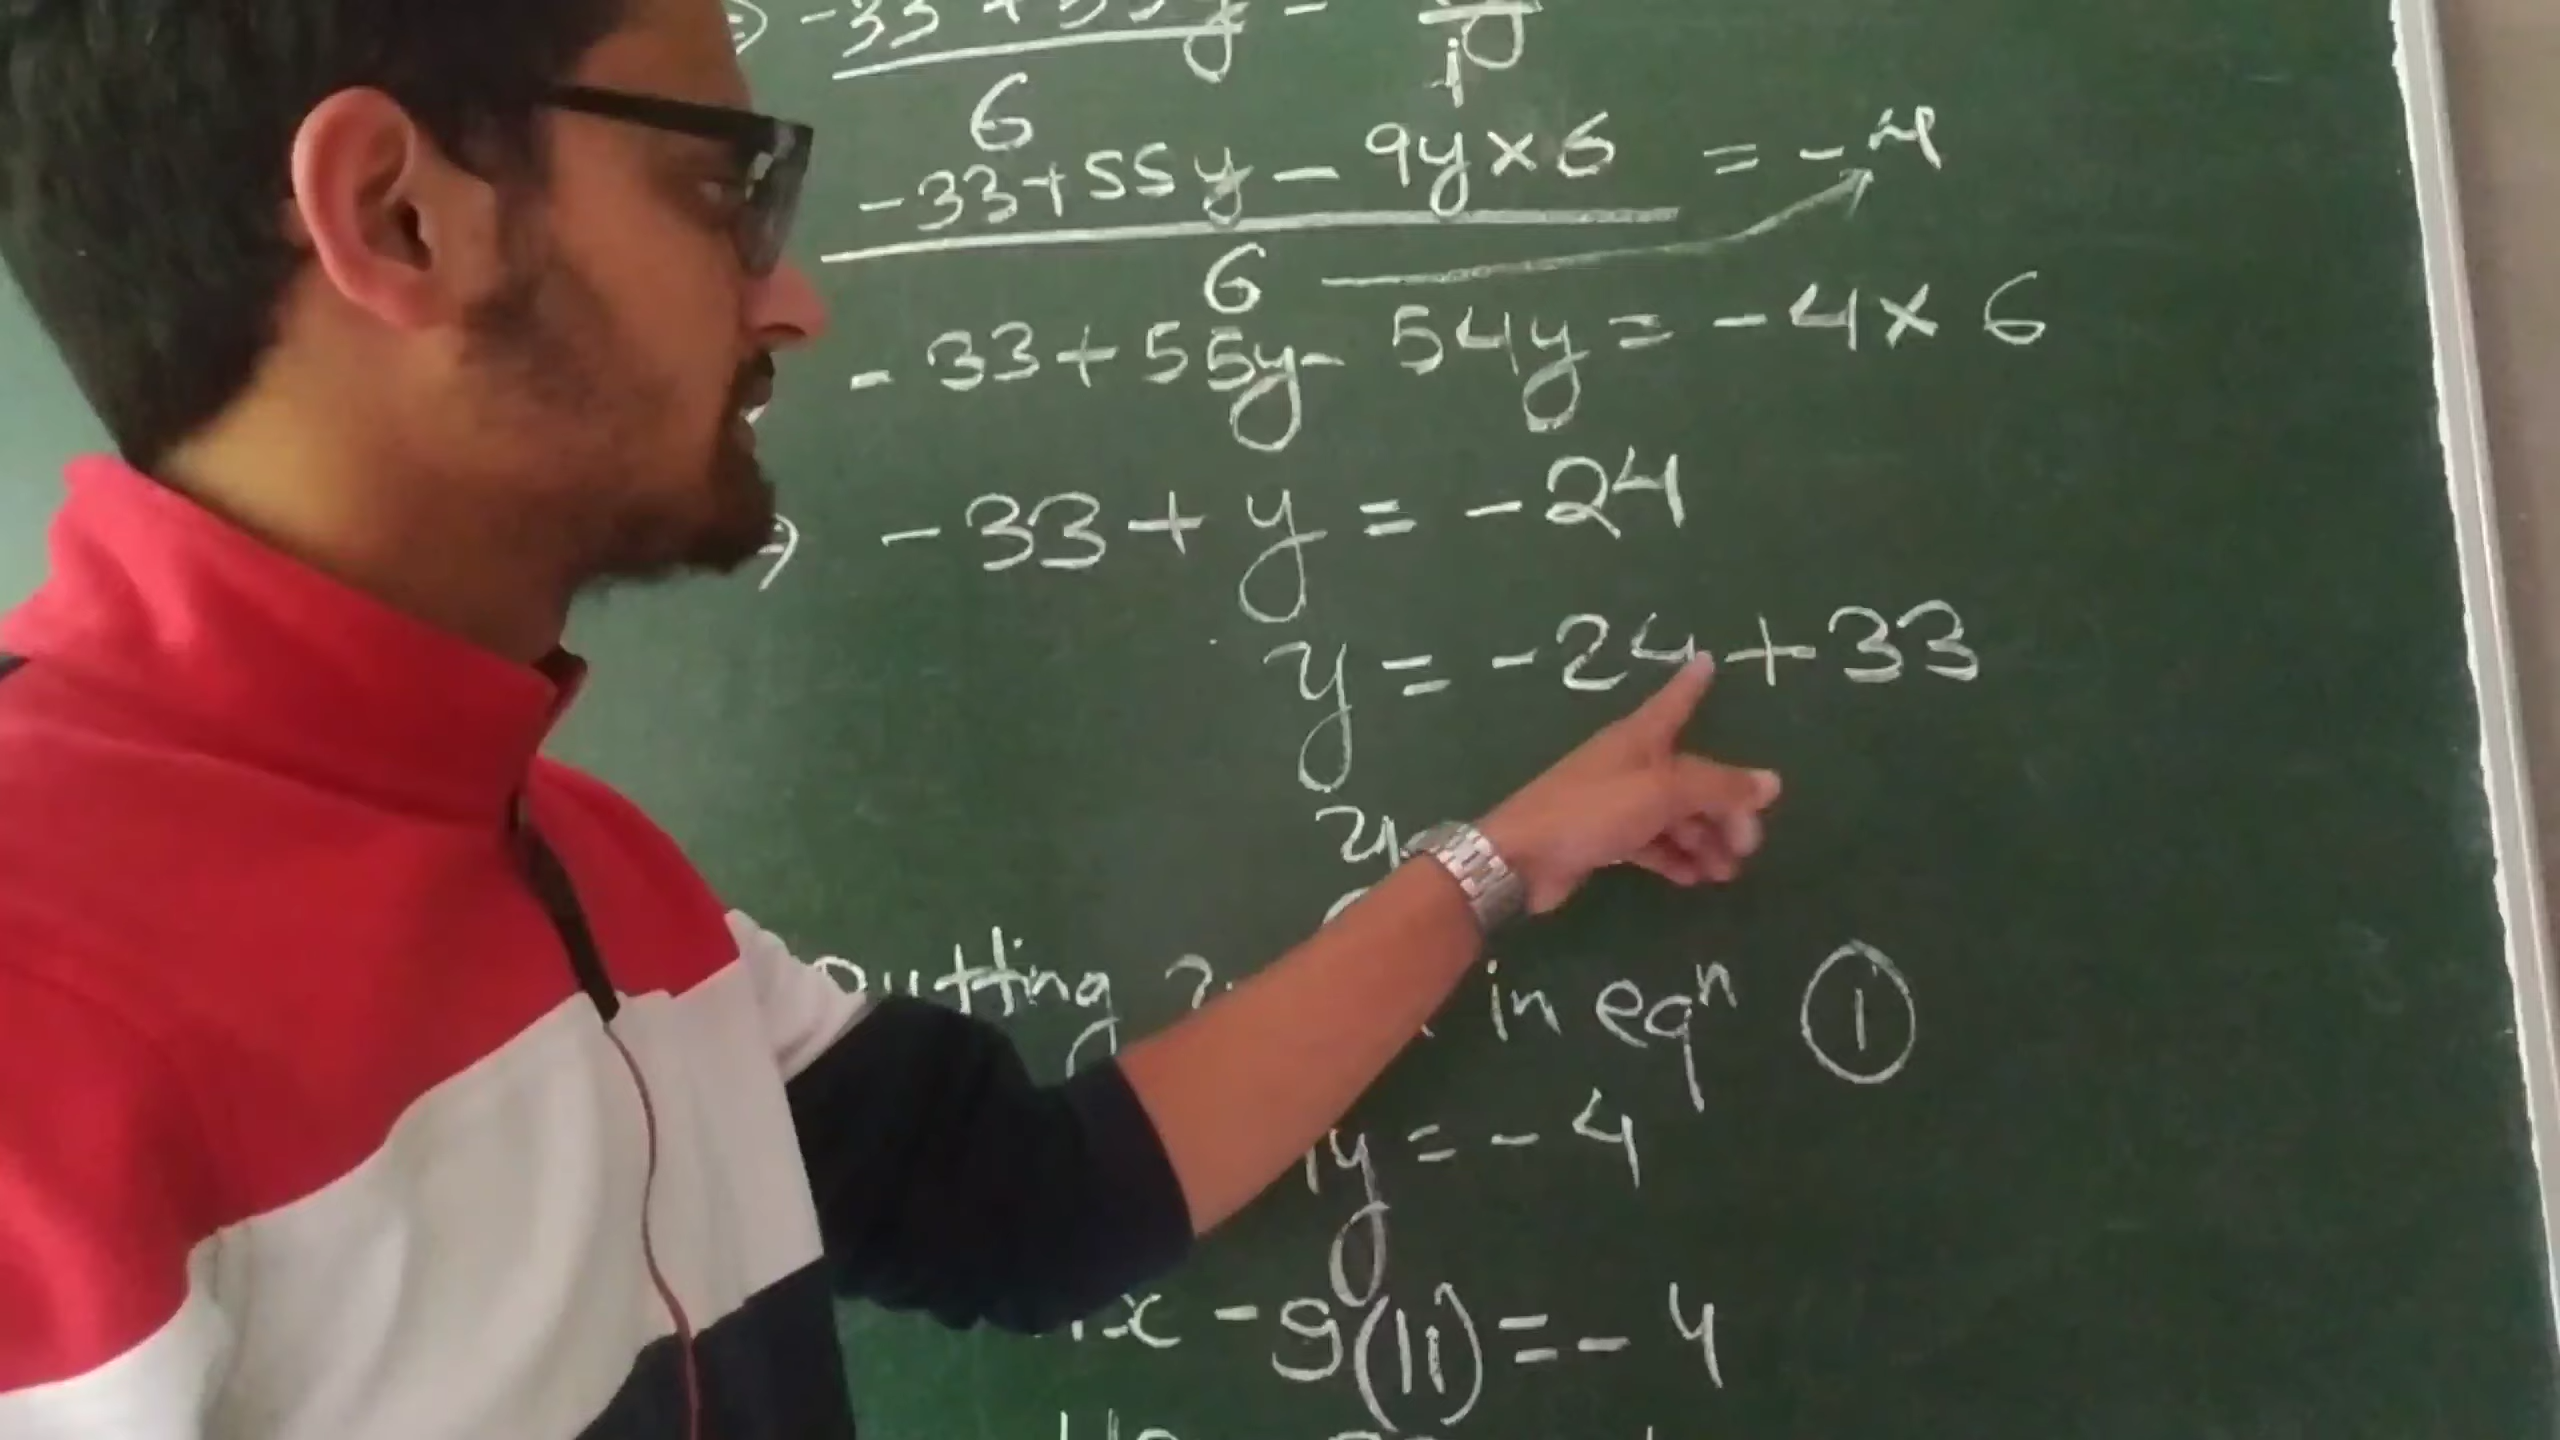 -33 + 55y -
6 1
-33+55y - 9y×6 = -4
6
-33+55y- 54y = -4× 6
-33+ y = -24
y = -24+33
y
Putting in eqⁿ ①
y = - 4
x - 9(11) = - 4